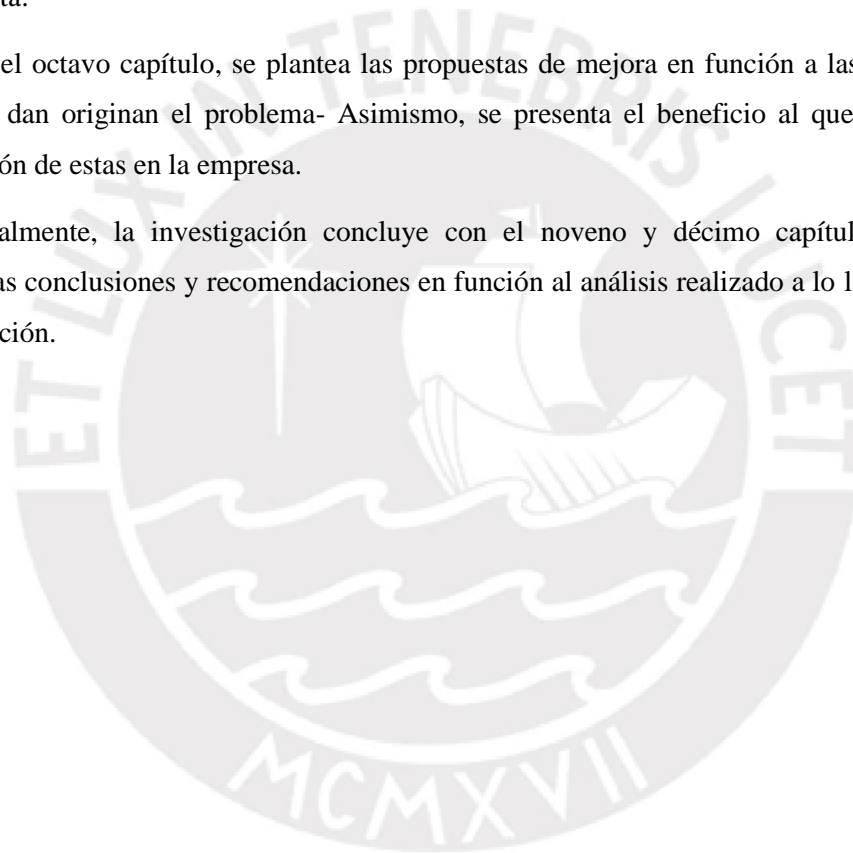 ta.
el octavo capítulo, se plantea las propuestas de mejora en función a las
dan originan el problema- Asimismo, se presenta el beneficio al que
ón de estas en la empresa.
almente, la investigación concluye con el noveno y décimo capítul
as conclusiones y recomendaciones en función al análisis realizado a lo l
ción.
ET LUX IN TENEBRIS LUCET
MCMXVII